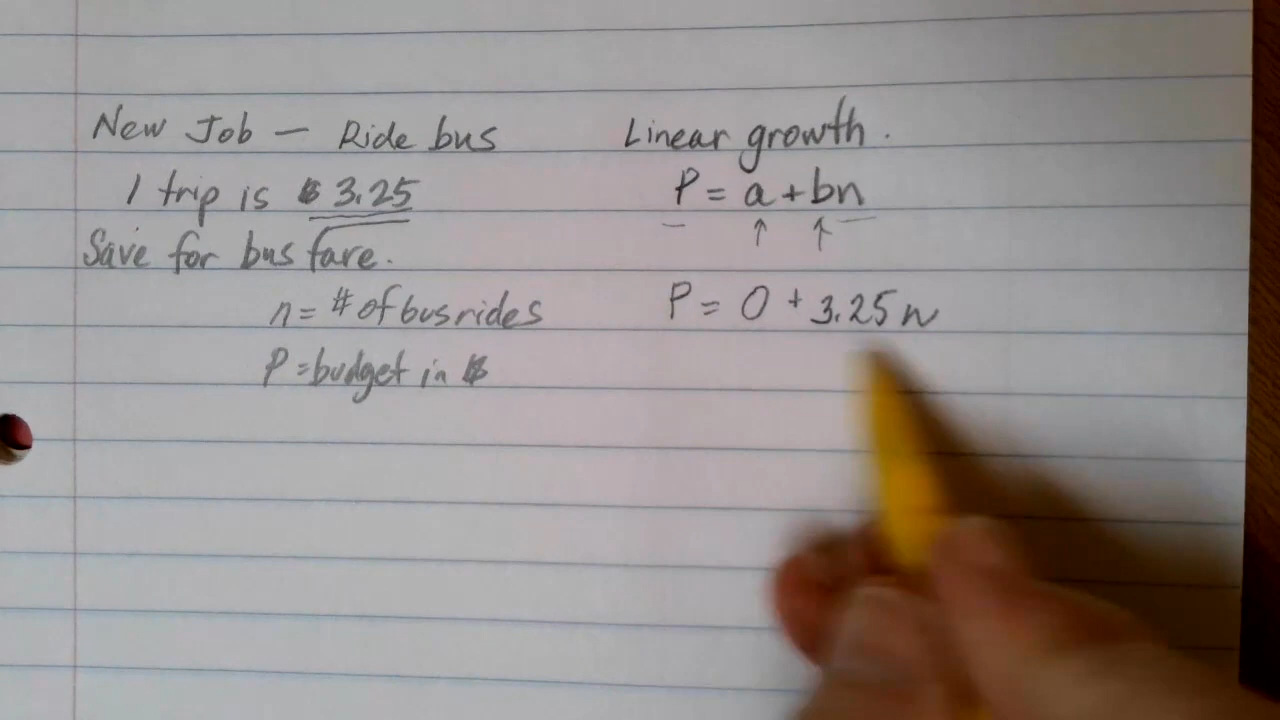 New Job - Ride bus
1 trip is $ 3.25
Save for bus fare.
n = # of bus rides
P = budget in $
Linear growth.
P = a + bn
↑ ↑
P = 0 + 3.25 n